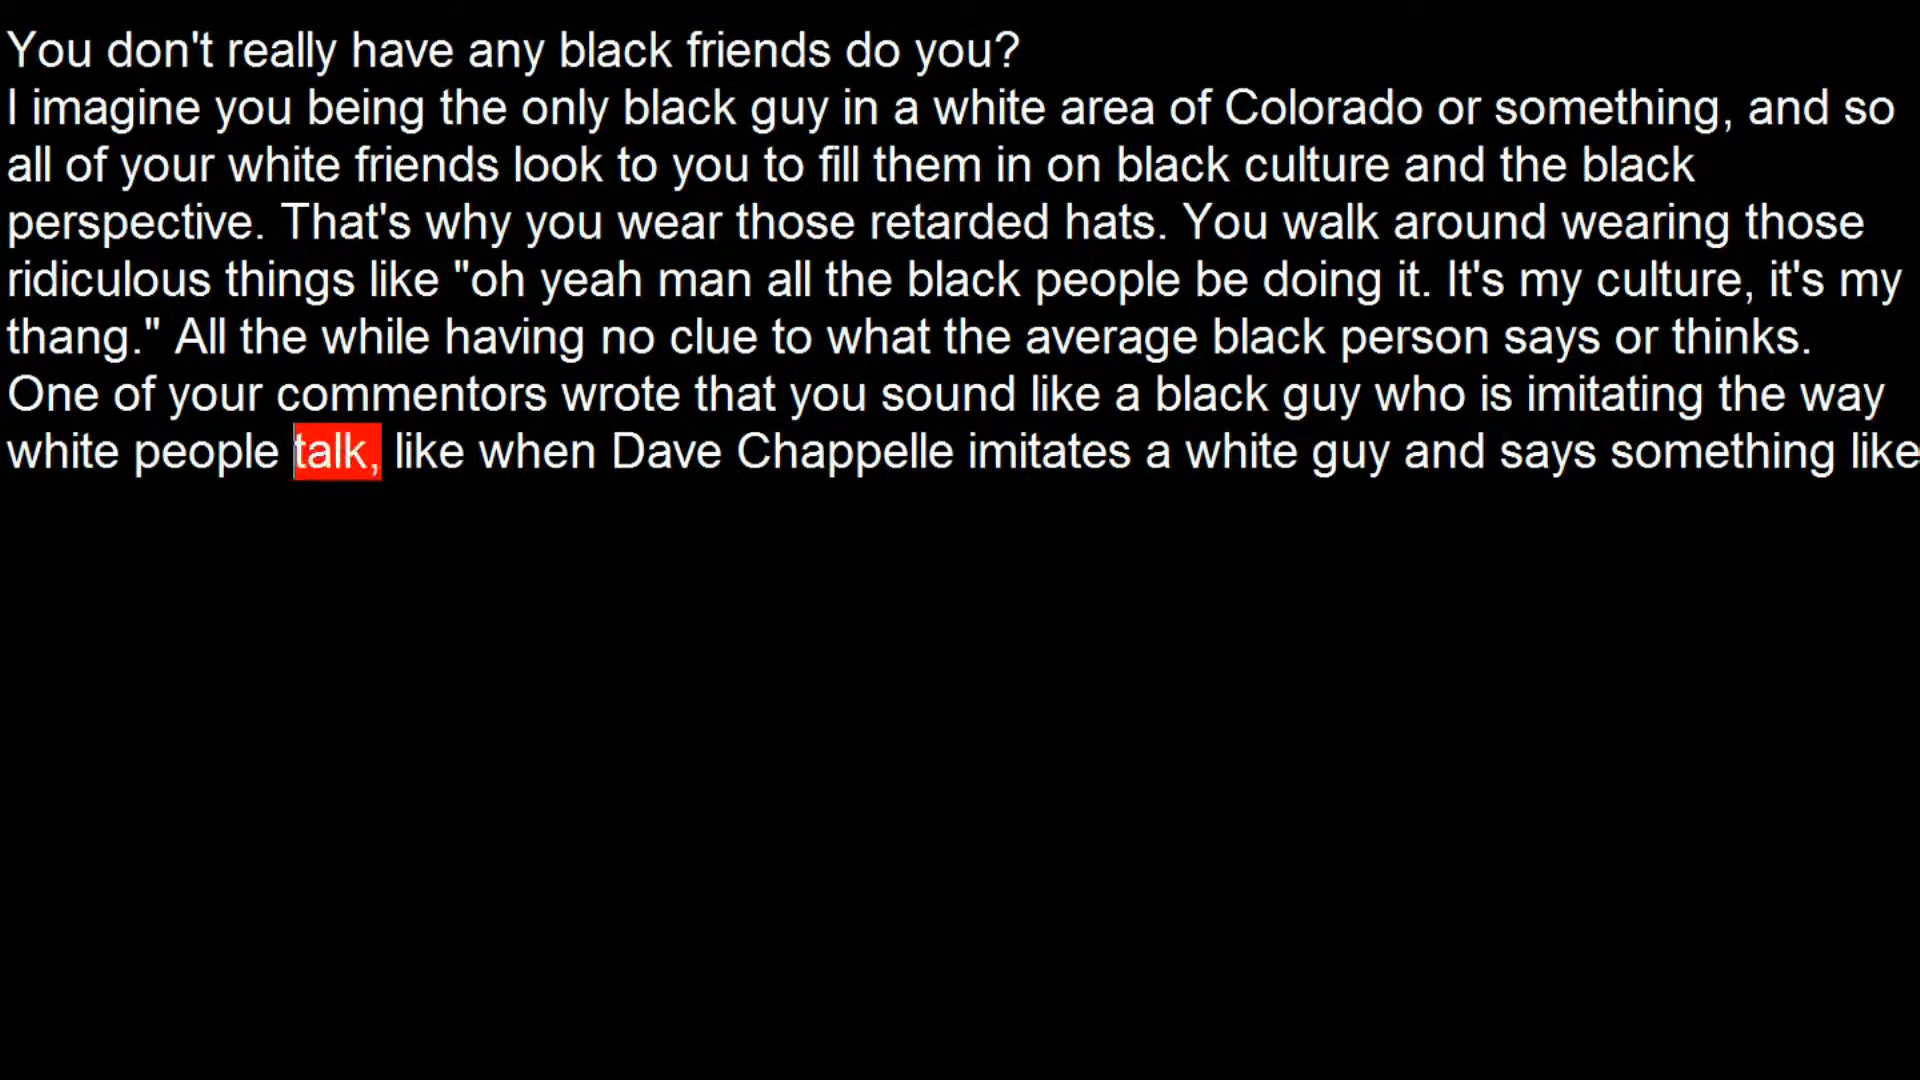 You don't really have any black friends do you?
I imagine you being the only black guy in a white area of Colorado or something, and so
all of your white friends look to you to fill them in on black culture and the black
perspective. That's why you wear those retarded hats. You walk around wearing those
ridiculous things like "oh yeah man all the black people be doing it. It's my culture, it's my
thang." All the while having no clue to what the average black person says or thinks.
One of your commentors wrote that you sound like a black guy who is imitating the way
white people talk, like when Dave Chappelle imitates a white guy and says something like